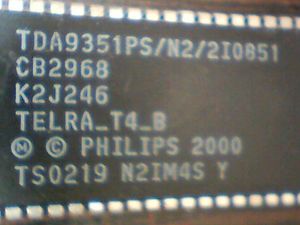 TDA9351PS/N2/2I0851
CB2968
K2J246
TELRA_T4_B
Ⓜ © PHILIPS 2000
TS0219 N2IM4S Y